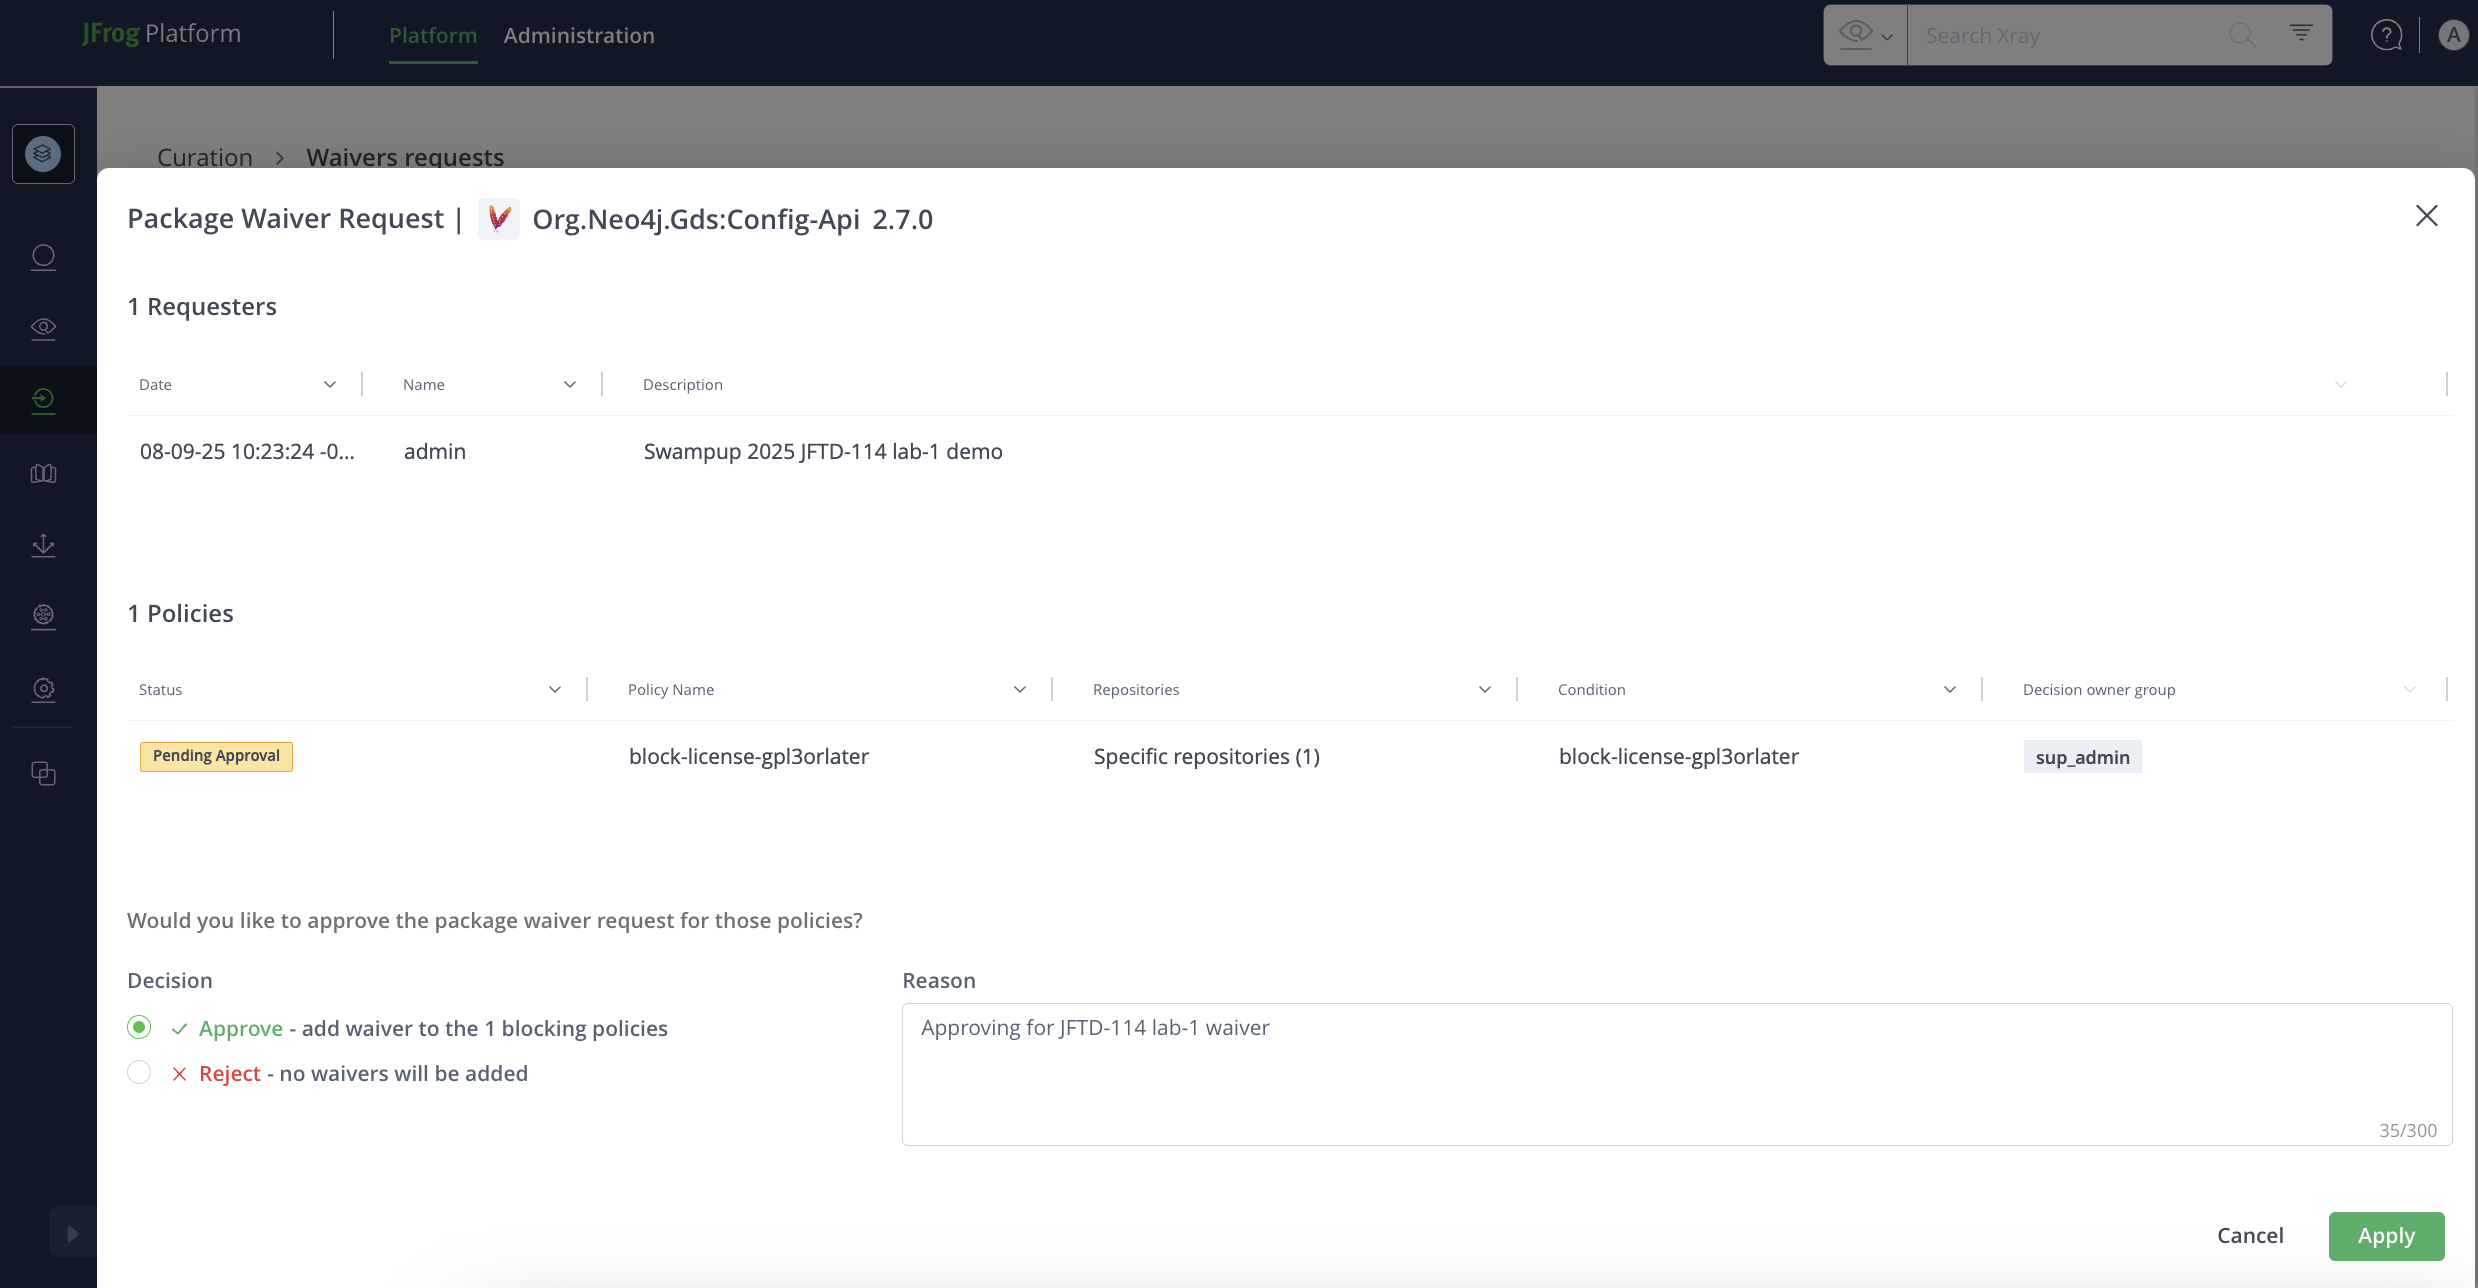 JFrog Platform
Platform
Administration
Search Xray
A
Curation > Waivers requests
Package Waiver Request | Org.Neo4j.Gds:Config-Api 2.7.0
1 Requesters
Date Name Description
08-09-25 10:23:24 -0... admin Swampup 2025 JFTD-114 lab-1 demo
1 Policies
Status Policy Name Repositories Condition Decision owner group
Pending Approval block-license-gpl3orlater Specific repositories (1) block-license-gpl3orlater sup_admin
Would you like to approve the package waiver request for those policies?
Decision
Approve - add waiver to the 1 blocking policies
Reject - no waivers will be added
Reason
Approving for JFTD-114 lab-1 waiver
35/300
Cancel Apply